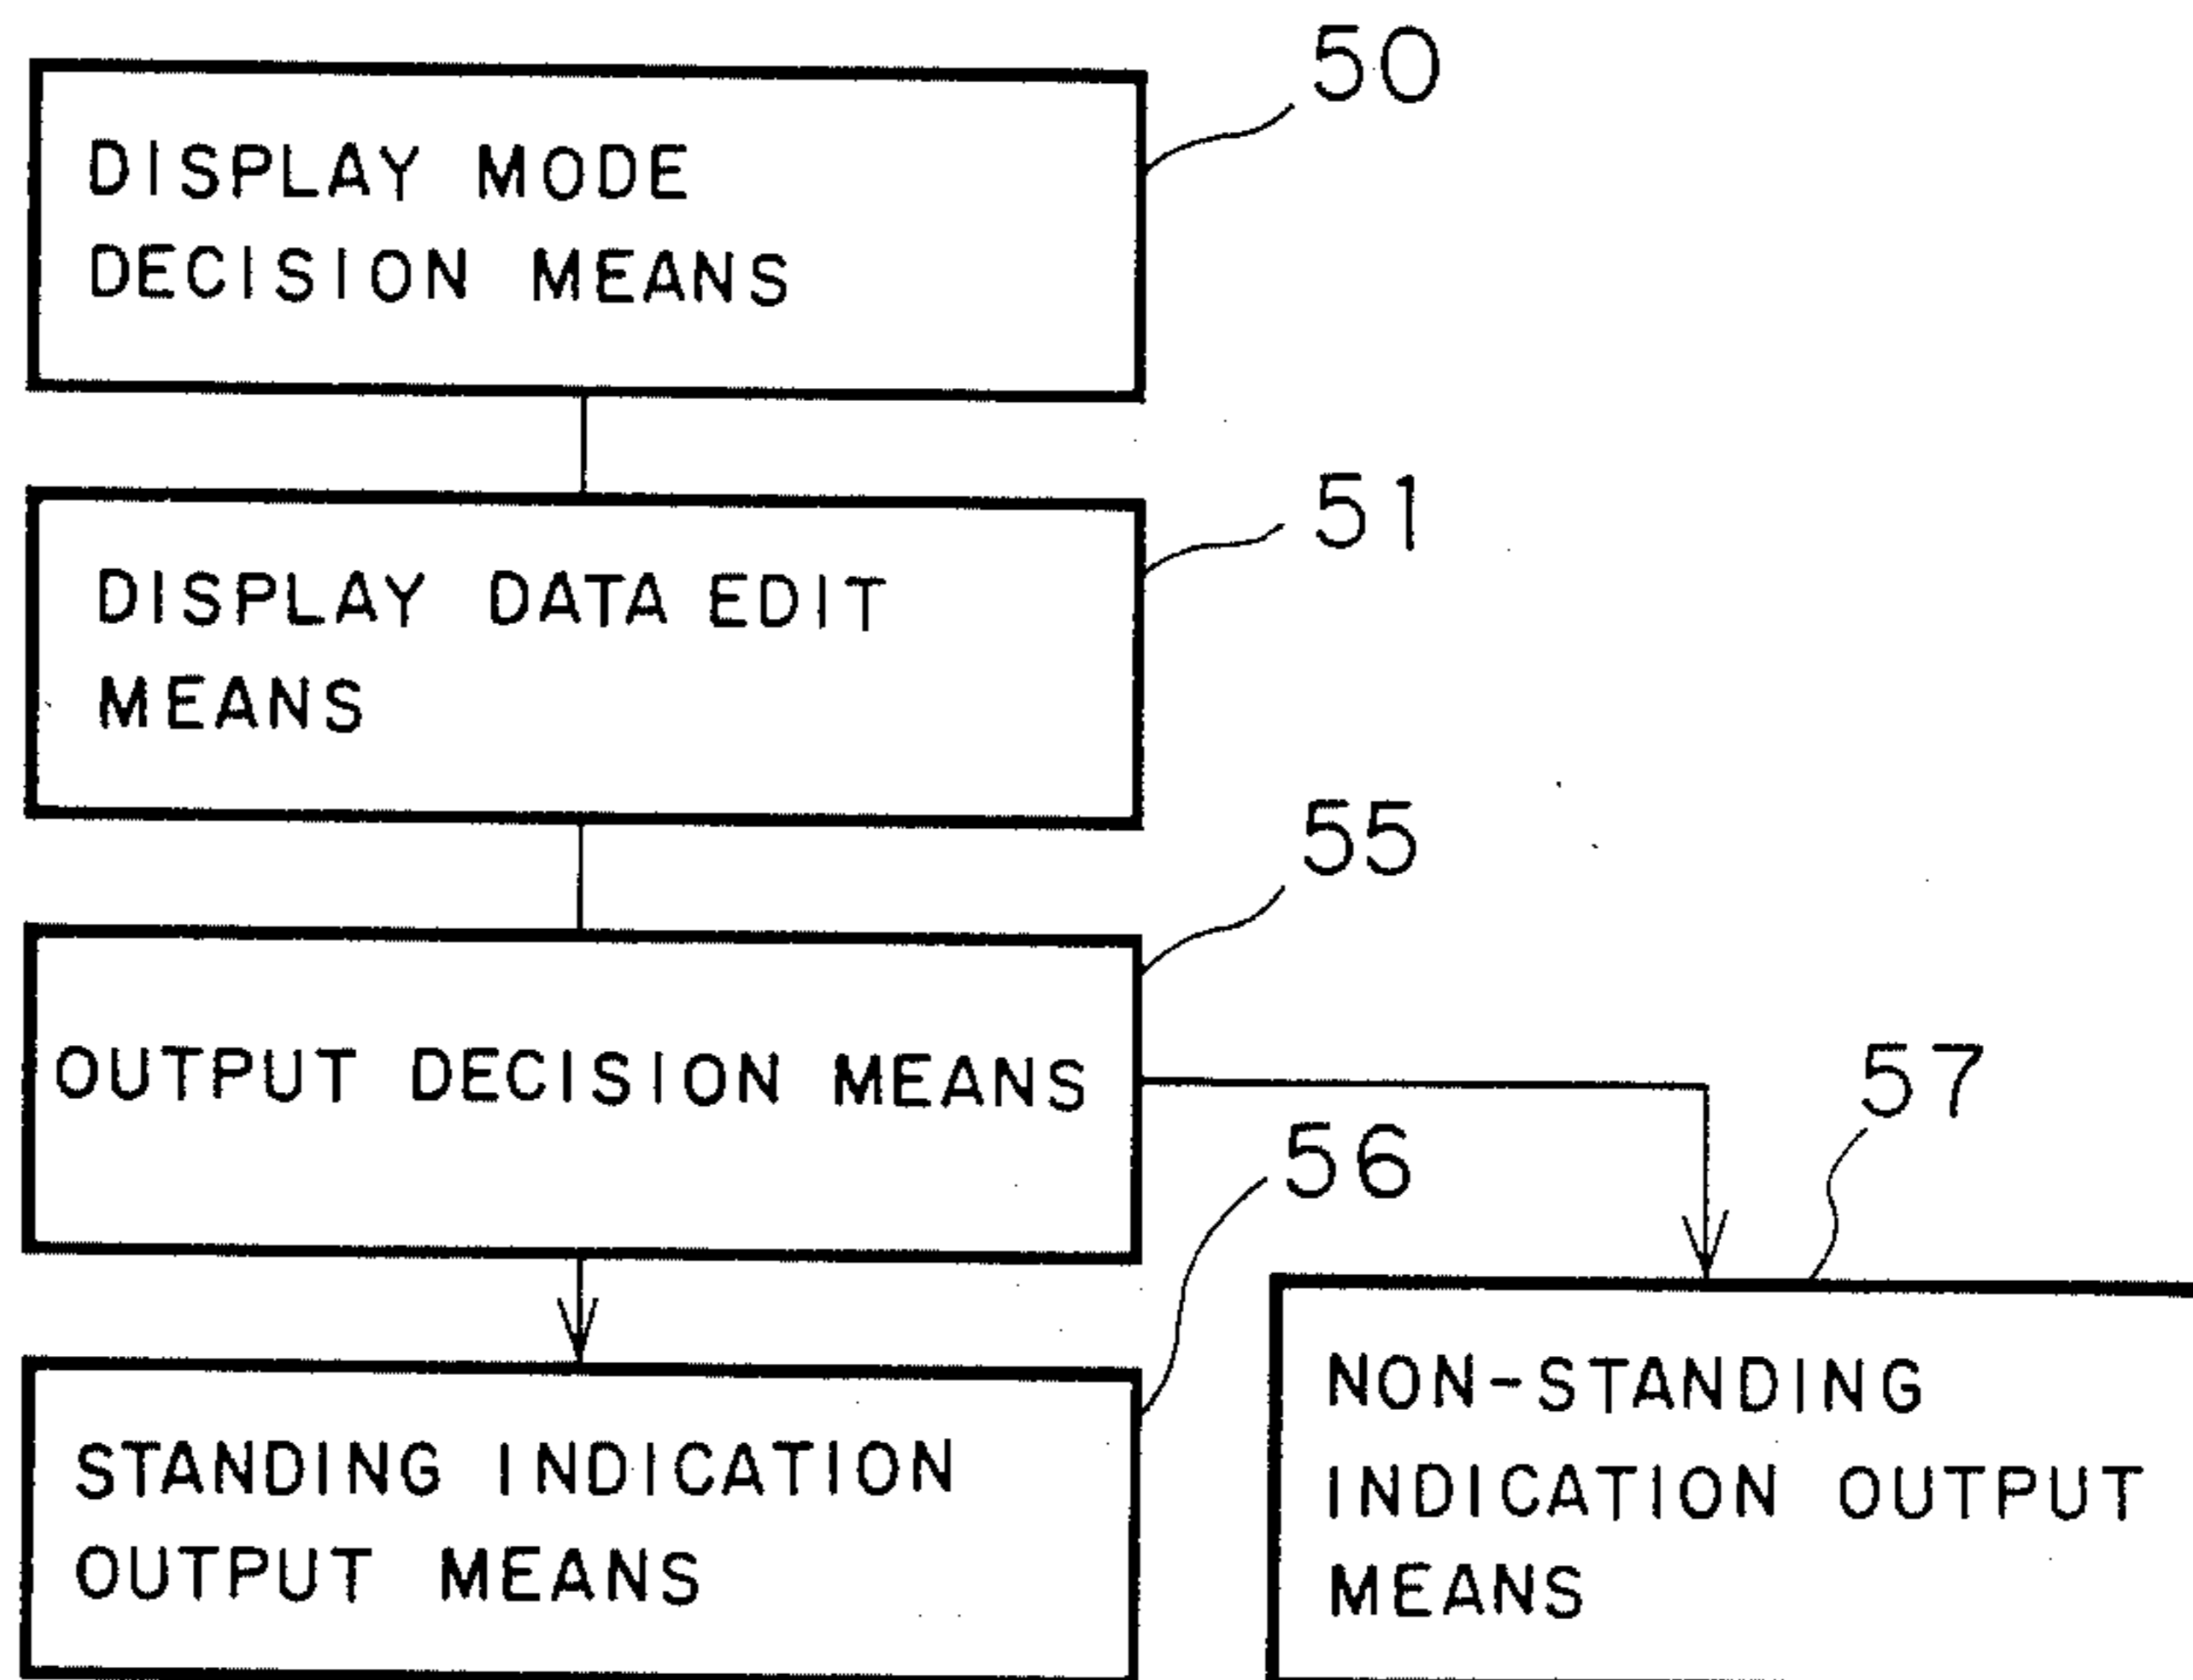 50
DISPLAY MODE
DECISION MEANS
51
DISPLAY DATA EDIT
MEANS
55
OUTPUT DECISION MEANS
57
56
STANDING INDICATION
OUTPUT MEANS
NON-STANDING
INDICATION OUTPUT
MEANS